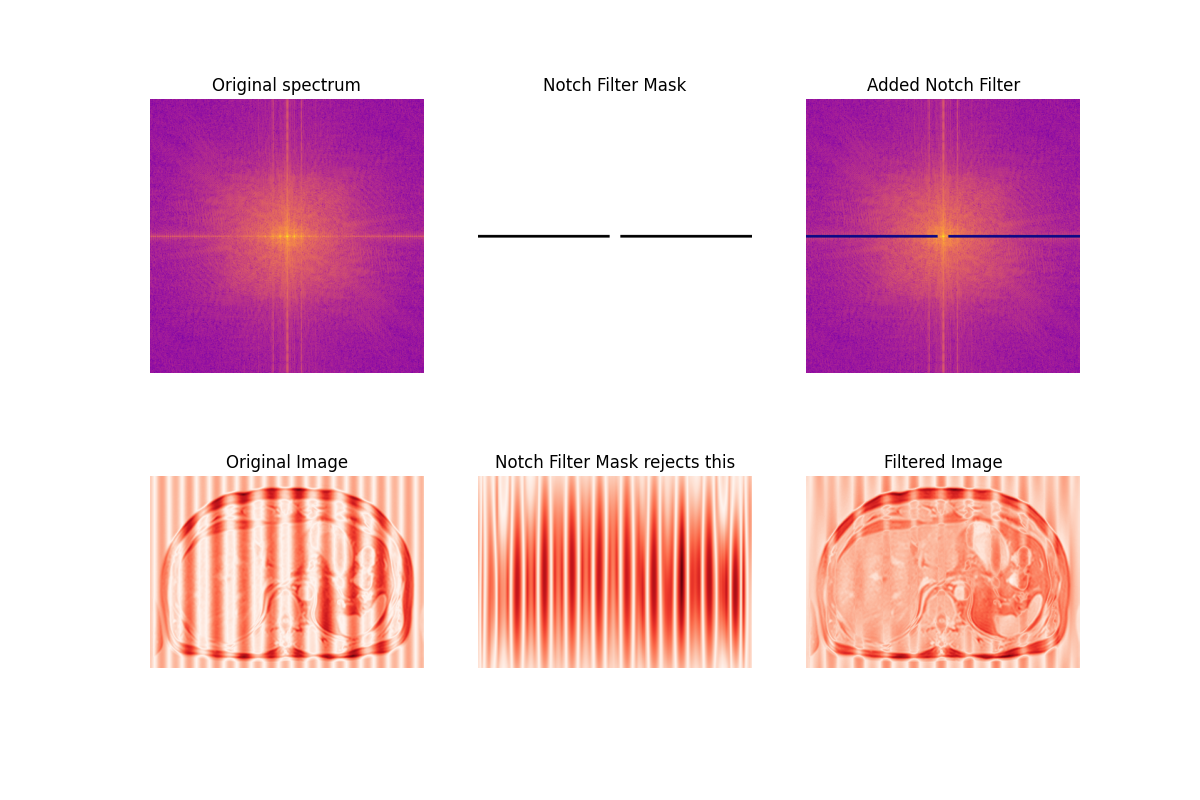 Original spectrum
Notch Filter Mask
Added Notch Filter
Original Image
Notch Filter Mask rejects this
Filtered Image